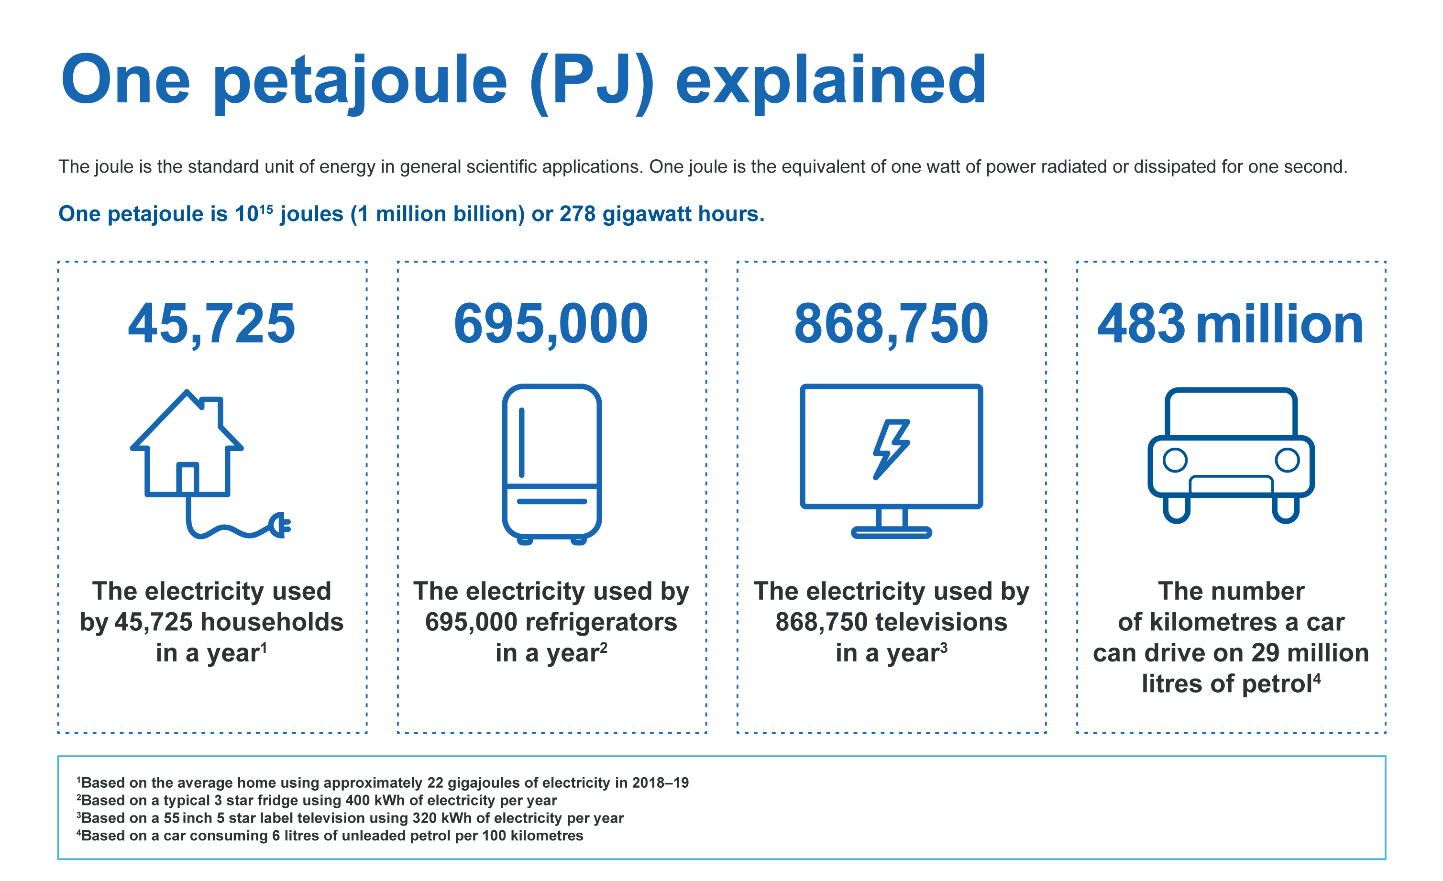 One petajoule (PJ) explained
The joule is the standard unit of energy in general scientific applications. One joule is the equivalent of one watt of power radiated or dissipated for one second.
One petajoule is 10¹⁵ joules (1 million billion) or 278 gigawatt hours.
45,725
The electricity used
by 45,725 households
in a year¹
695,000
The electricity used by
695,000 refrigerators
in a year²
868,750
The electricity used by
868,750 televisions
in a year³
483 million
The number
of kilometres a car
can drive on 29 million
litres of petrol⁴
¹Based on the average home using approximately 22 gigajoules of electricity in 2018–19
²Based on a typical 3 star fridge using 400 kWh of electricity per year
³Based on a 55 inch 5 star label television using 320 kWh of electricity per year
⁴Based on a car consuming 6 litres of unleaded petrol per 100 kilometres